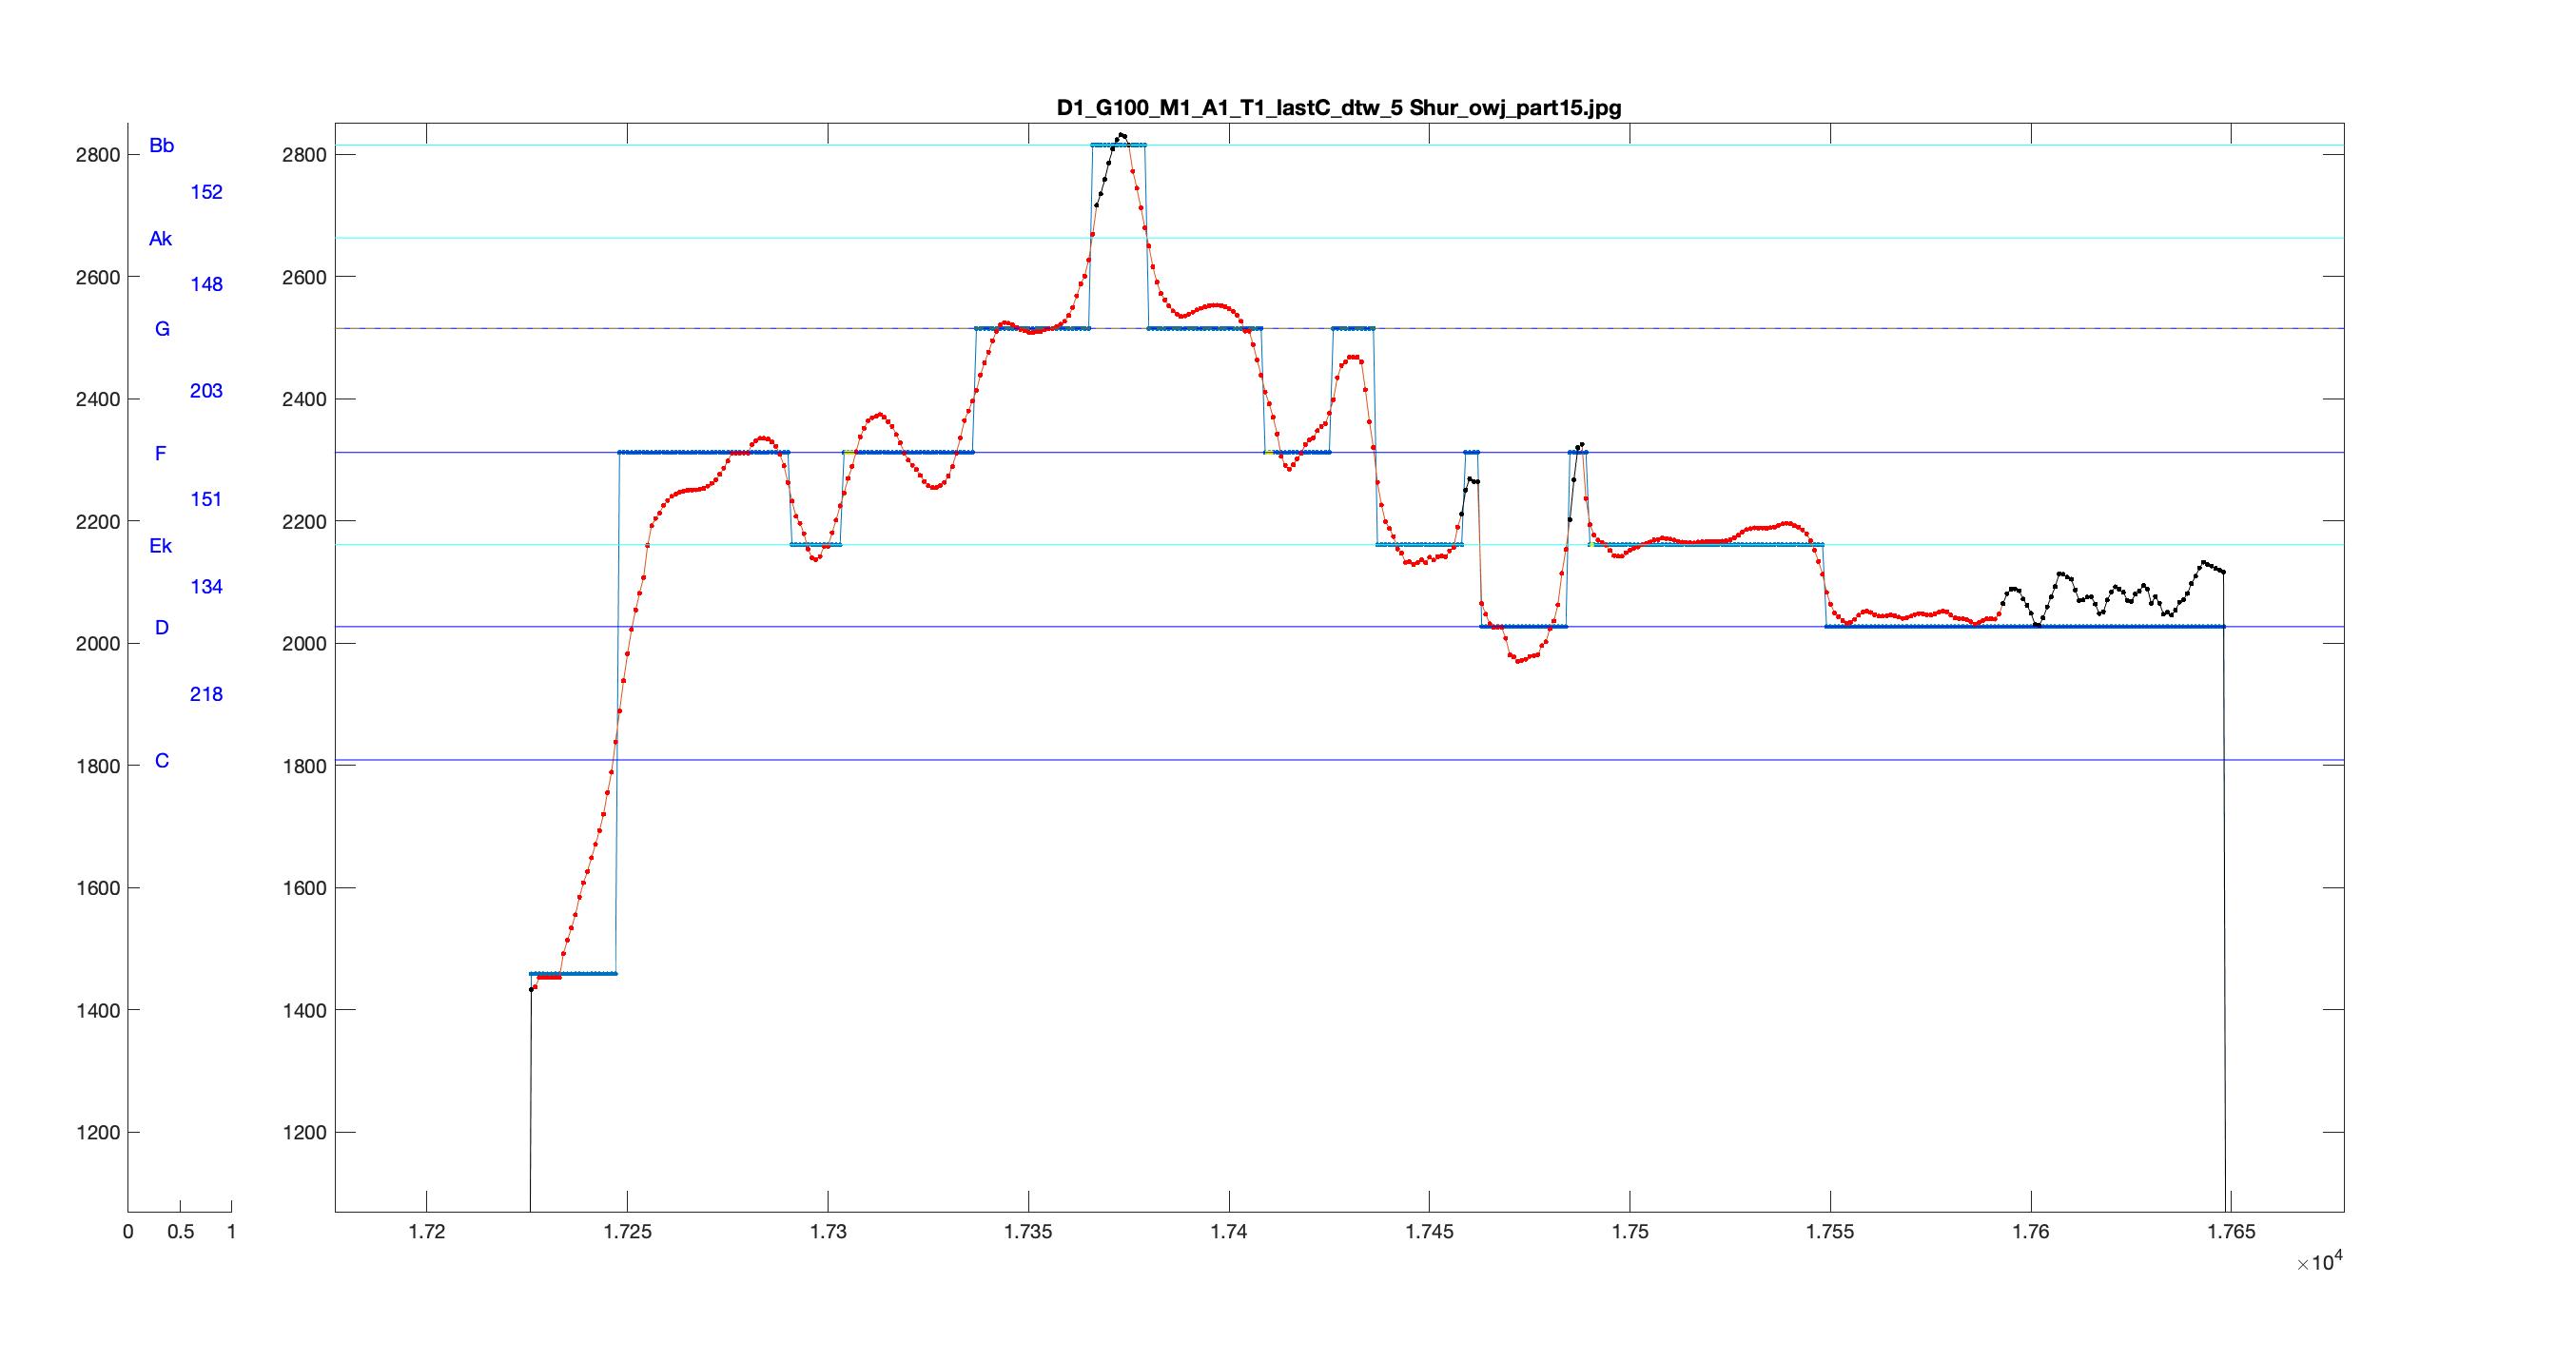 D1_G100_M1_A1_T1_lastC_dtw_5 Shur_owj_part15.jpg
2800 Bb 2800
152
Ak
2600 148 2600
G
203
2400 2400
F
151
2200 2200
Ek
134
D
2000 2000
218
C
1800 1800
1600 1600
1400 1400
1200 1200
0 0.5 1 1.72 1.725 1.73 1.735 1.74 1.745 1.75 1.755 1.76 1.765
×10^4